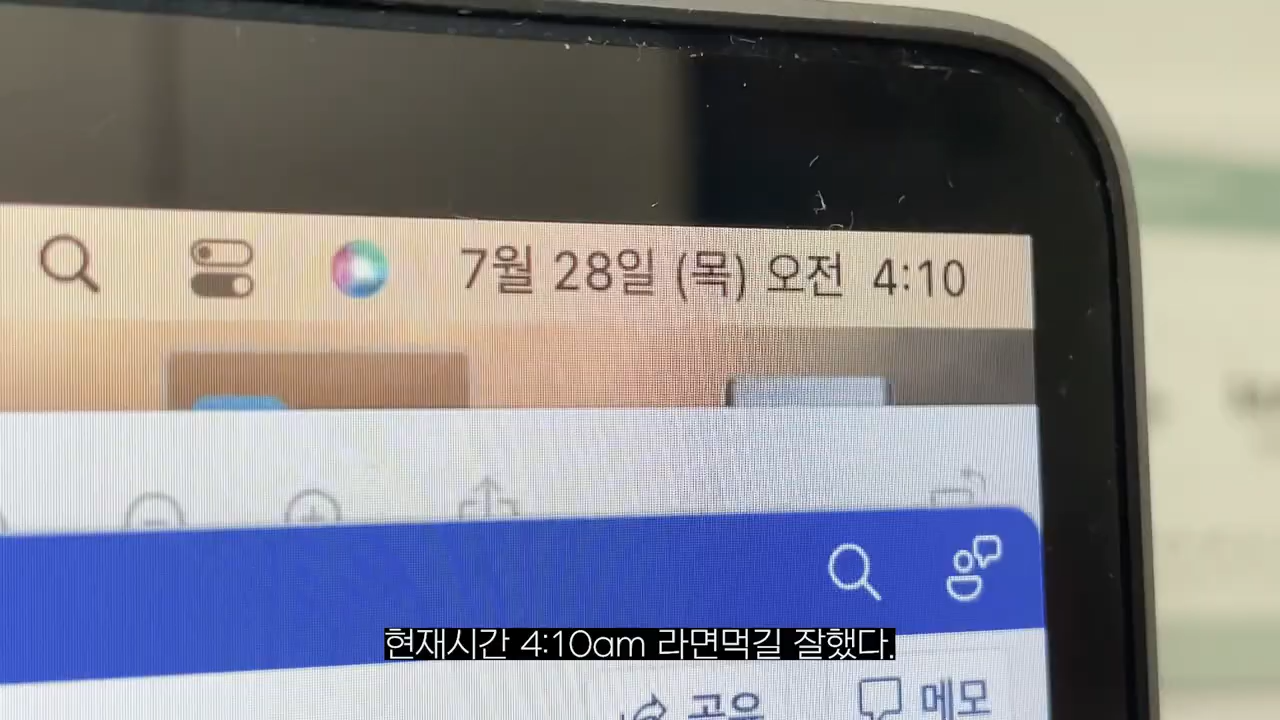 7월 28일 (목) 오전 4:10
현재시간 4:10am 라면먹길 잘했다.
공유 메모